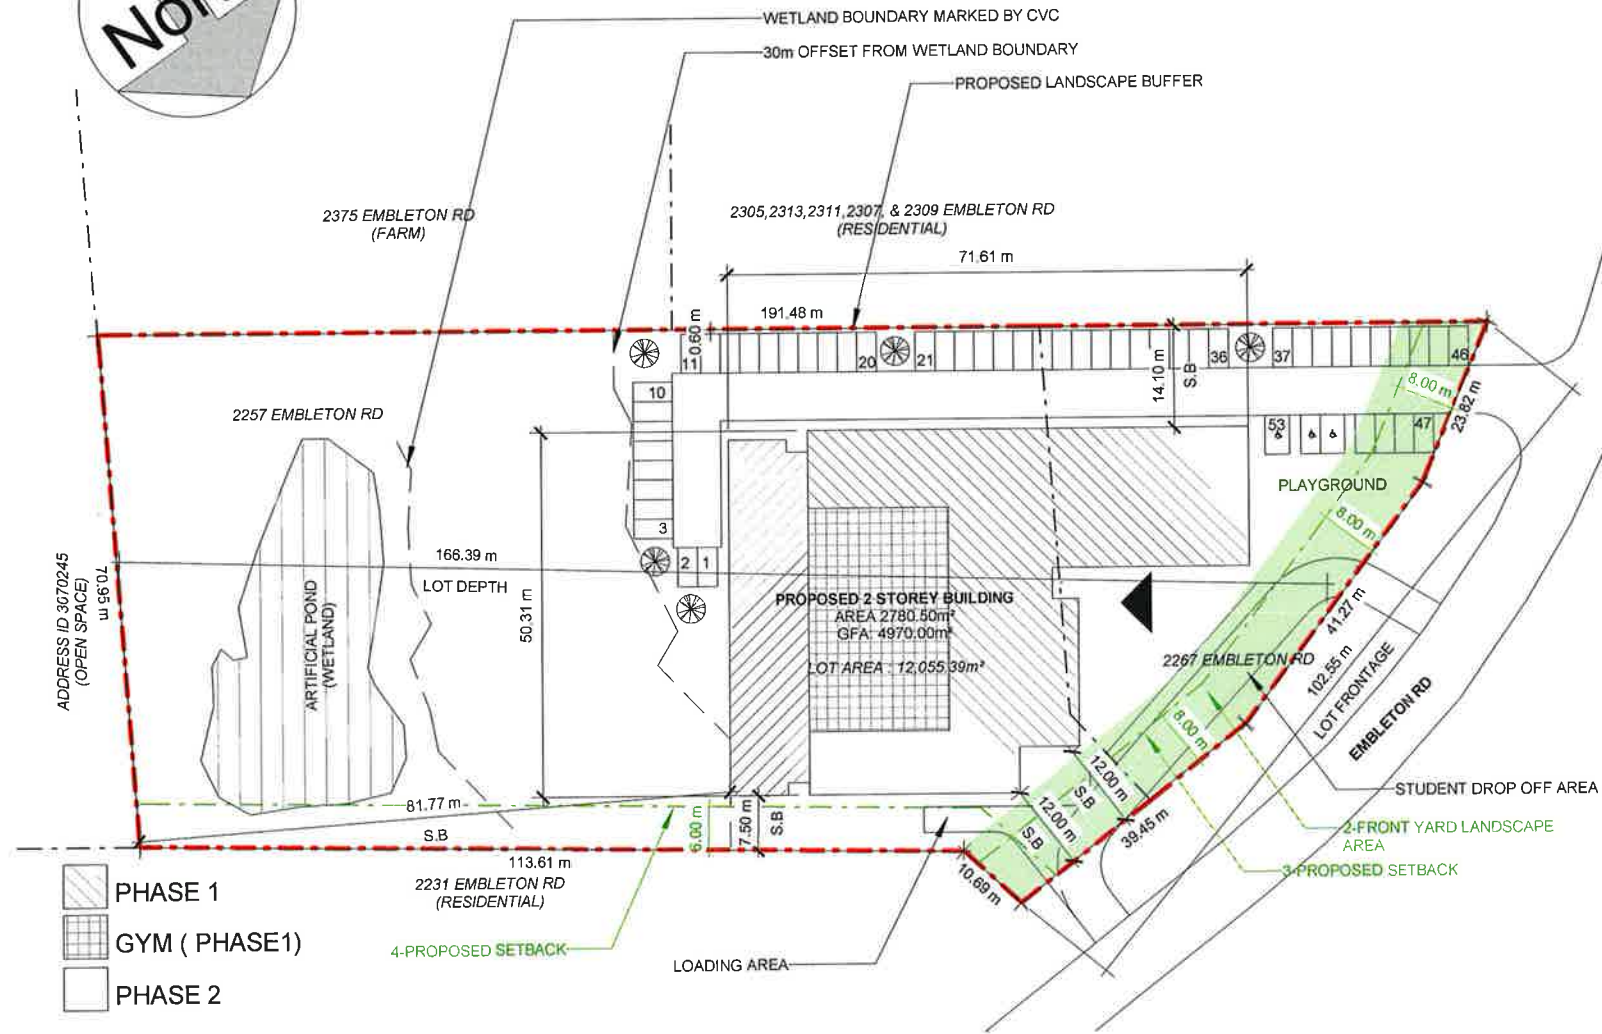 WETLAND BOUNDARY MARKED BY CVC
30m OFFSET FROM WETLAND BOUNDARY
PROPOSED LANDSCAPE BUFFER
2375 EMBLETON RD
(FARM)
2305,2313,2311,2307, & 2309 EMBLETON RD
(RESIDENTIAL)
71.61 m
191.48 m
0.60 m
11
20
21
36
37
46
14.10 m
S.B
8.00 m
23.82 m
10
2257 EMBLETON RD
53
47
PLAYGROUND
8.00 m
3
2
1
166.39 m
LOT DEPTH
50.31 m
ADDRESS ID 3070245
(OPEN SPACE)
70.95 m
ARTIFICIAL POND
(WETLAND)
PROPOSED 2 STOREY BUILDING
AREA 2780.50m²
GFA: 4970.00m²
LOT AREA : 12,055.39m²
2267 EMBLETON RD
41.27 m
102.55 m
LOT FRONTAGE
EMBLETON RD
8.00 m
12.00 m
S.B
12.00 m
S.B
39.45 m
10.69 m
STUDENT DROP OFF AREA
2-FRONT YARD LANDSCAPE
AREA
3-PROPOSED SETBACK
81.77 m
S.B
6.00 m
7.50 m
S.B
113.61 m
2231 EMBLETON RD
(RESIDENTIAL)
4-PROPOSED SETBACK
LOADING AREA
PHASE 1
GYM ( PHASE1)
PHASE 2